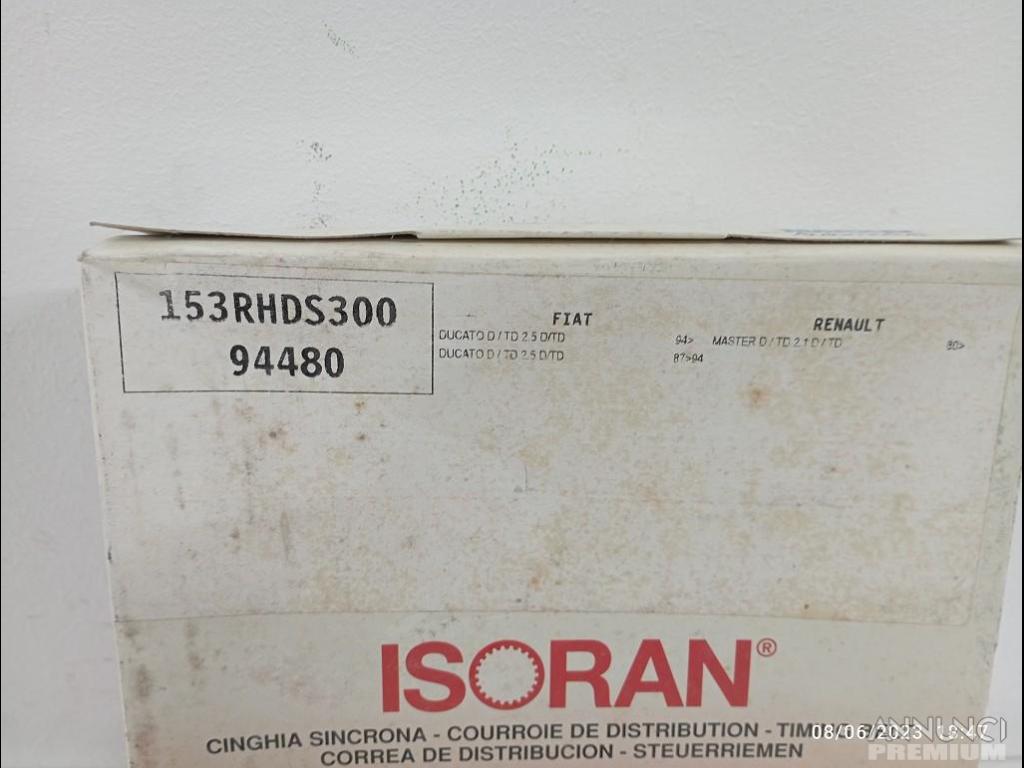 153RHDS300
94480
FIAT
DUCATO D / TD 2.5 D/TD 94>
DUCATO D / TD 2.5 D/TD 87>94
RENAULT
MASTER D / TD 2.1 D / TD 80>
ISORAN®
CINGHIA SINCRONA - COURROIE DE DISTRIBUTION -
CORREA DE DISTRIBUCION - STEUERRIEMEN
08/06/2023 18:47
ANNUNCI
PREMIUM